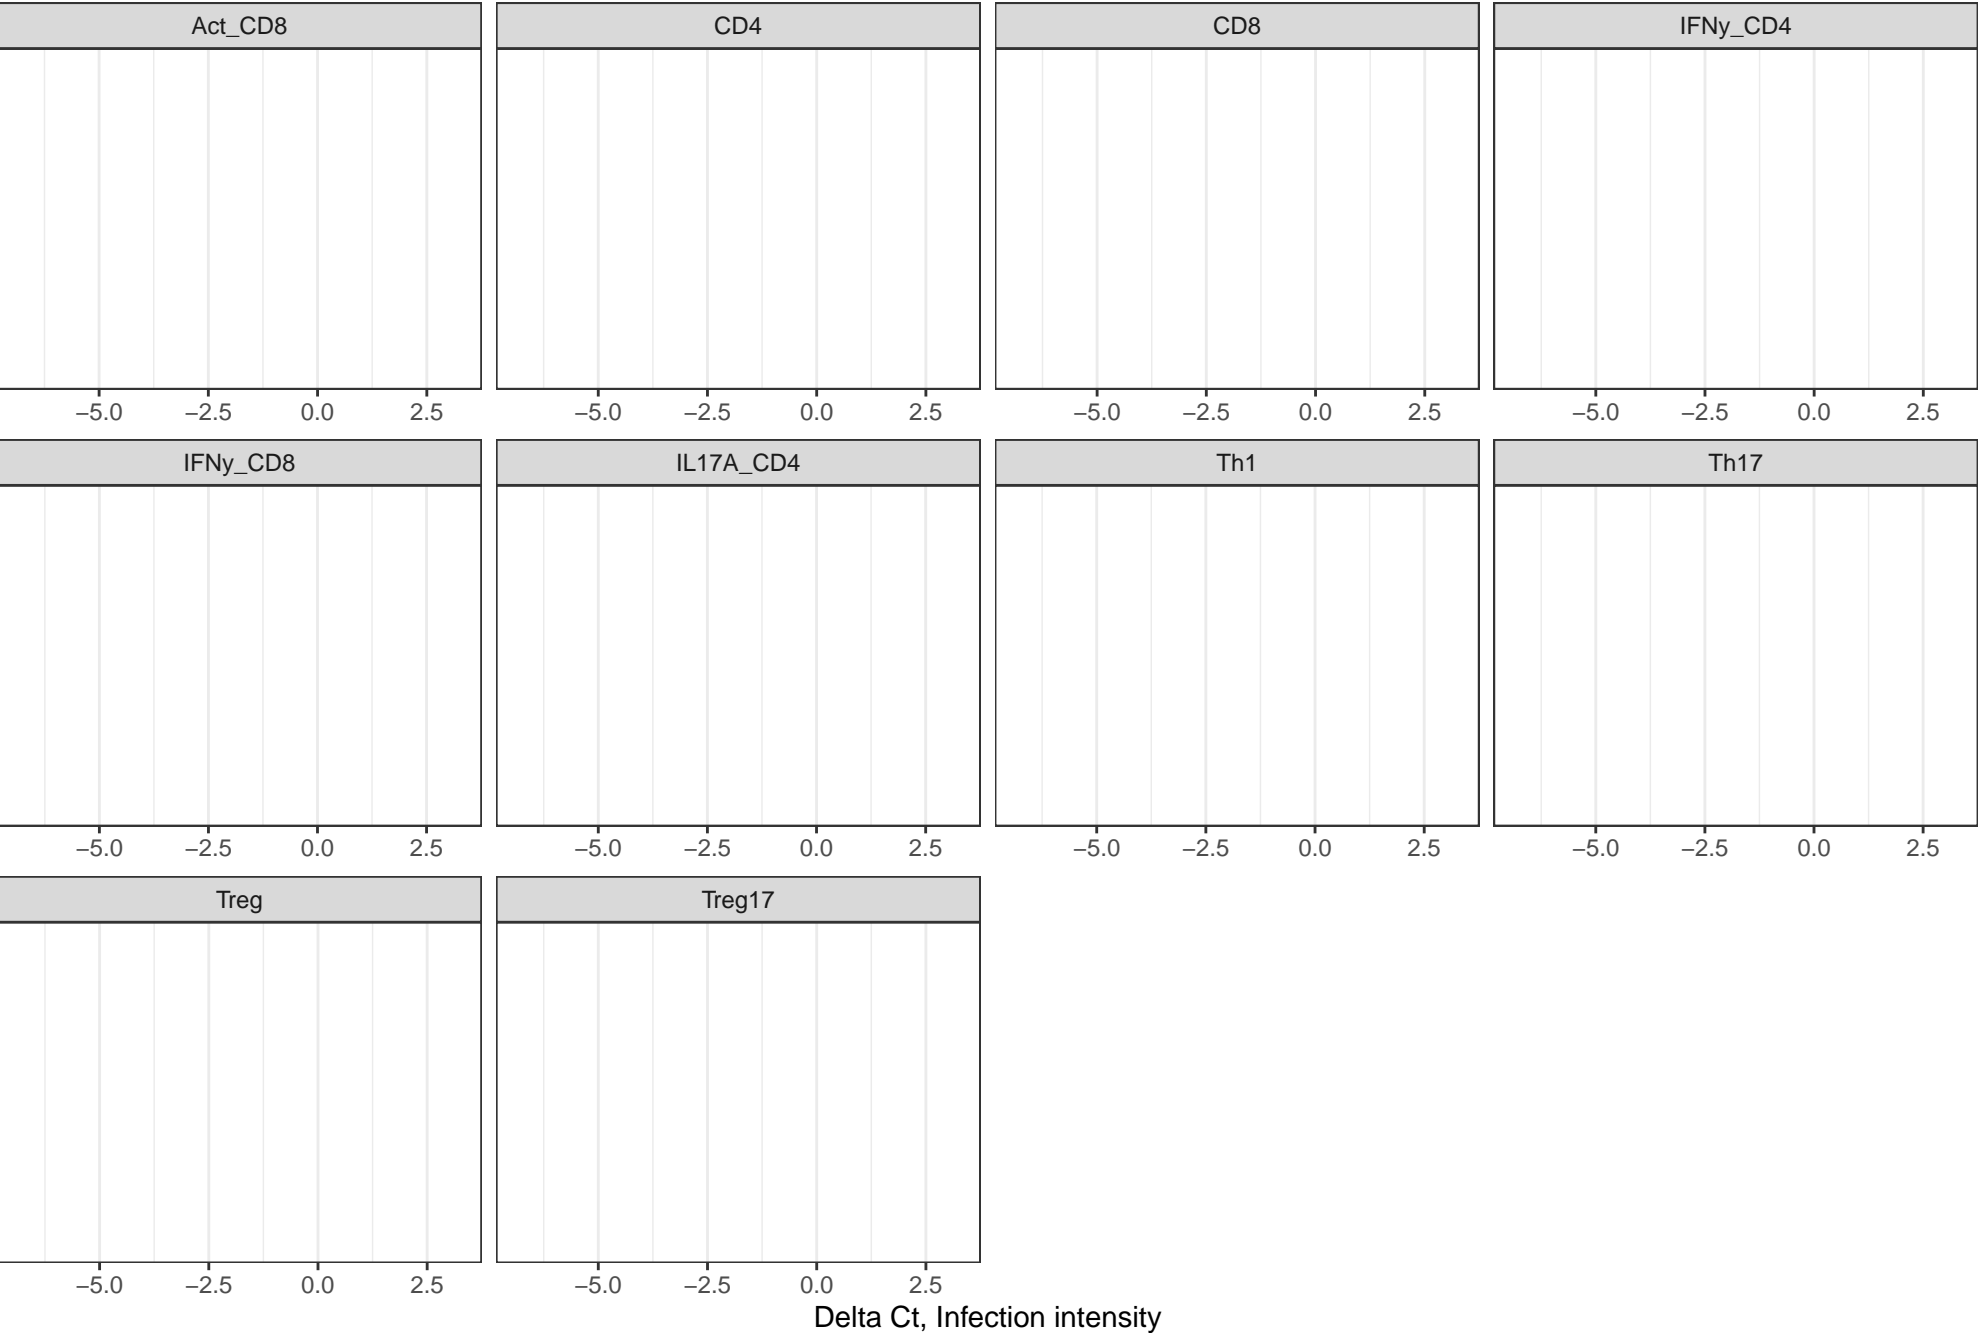 Act_CD8 CD4 CD8 IFNy_CD4
−5.0 −2.5 0.0 2.5 −5.0 −2.5 0.0 2.5 −5.0 −2.5 0.0 2.5 −5.0 −2.5 0.0 2.5
IFNy_CD8 IL17A_CD4 Th1 Th17
−5.0 −2.5 0.0 2.5 −5.0 −2.5 0.0 2.5 −5.0 −2.5 0.0 2.5 −5.0 −2.5 0.0 2.5
Treg Treg17
−5.0 −2.5 0.0 2.5 −5.0 −2.5 0.0 2.5
Delta Ct, Infection intensity